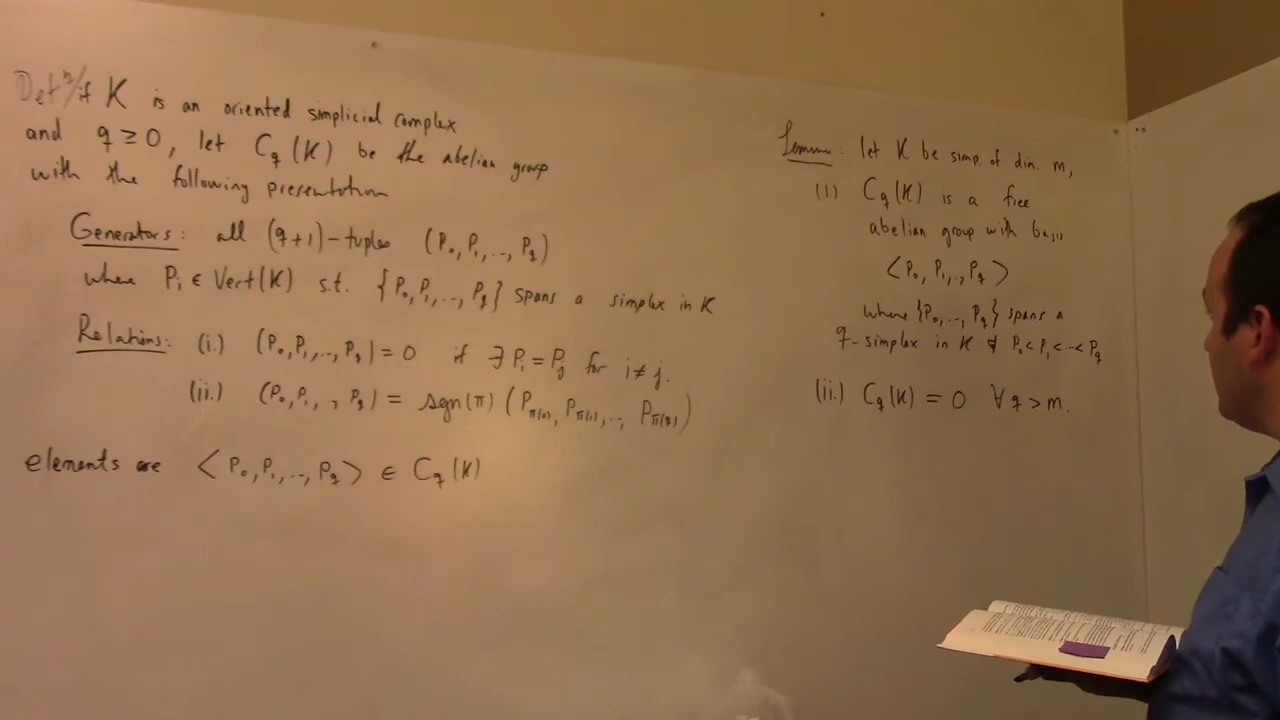 Defⁿ/ if K is an oriented simplicial complex
and q ≥ 0, let C_q(K) be the abelian group
with the following presentation
Generators: all (q+1)-tuples (P_0, P_1, .., P_q)
where P_i ∈ Vert(K) s.t. {P_0, P_1, .., P_q} spans a simplex in K
Relations: (i.) (P_0, P_1, .., P_q) = 0 if ∃ P_i = P_j for i ≠ j.
(ii.) (P_0, P_1, .., P_q) = sgn(π) (P_π(0), P_π(1), .., P_π(q))
elements are <P_0, P_1, .., P_q> ∈ C_q(K)
Lemma: let K be simp. of dim. m,
(i) C_q(K) is a free
abelian group with basis
<P_0, P_1, .., P_q>
where {P_0, .., P_q} spans a
q-simplex in K & P_0 < P_1 < ... < P_q
(ii.) C_q(K) = 0 ∀ q > m.